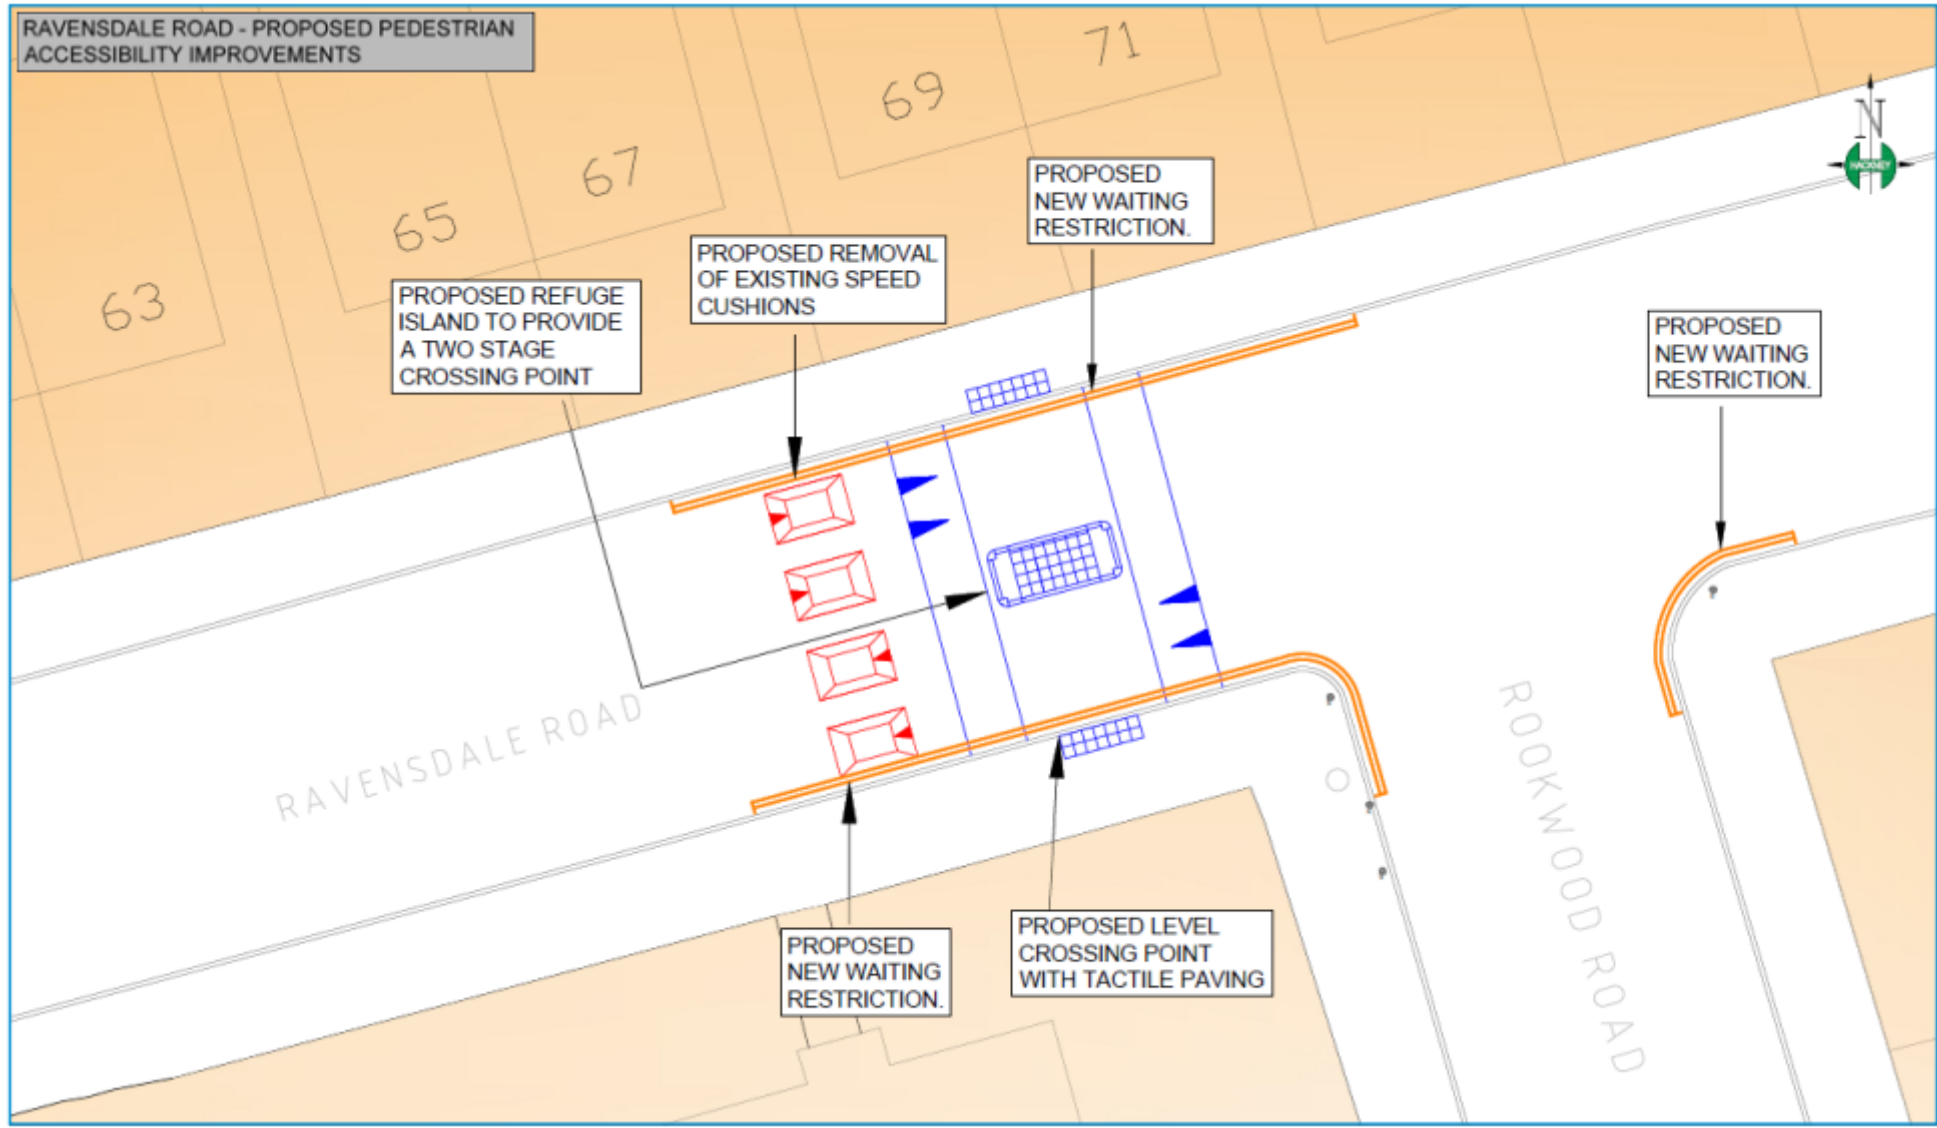 RAVENSDALE ROAD - PROPOSED PEDESTRIAN
ACCESSIBILITY IMPROVEMENTS
71
69
67
65
63
N
HACKNEY
PROPOSED
NEW WAITING
RESTRICTION.
PROPOSED REMOVAL
OF EXISTING SPEED
CUSHIONS
PROPOSED REFUGE
ISLAND TO PROVIDE
A TWO STAGE
CROSSING POINT
PROPOSED
NEW WAITING
RESTRICTION.
RAVENSDALE ROAD
ROOKWOOD ROAD
PROPOSED
NEW WAITING
RESTRICTION.
PROPOSED LEVEL
CROSSING POINT
WITH TACTILE PAVING